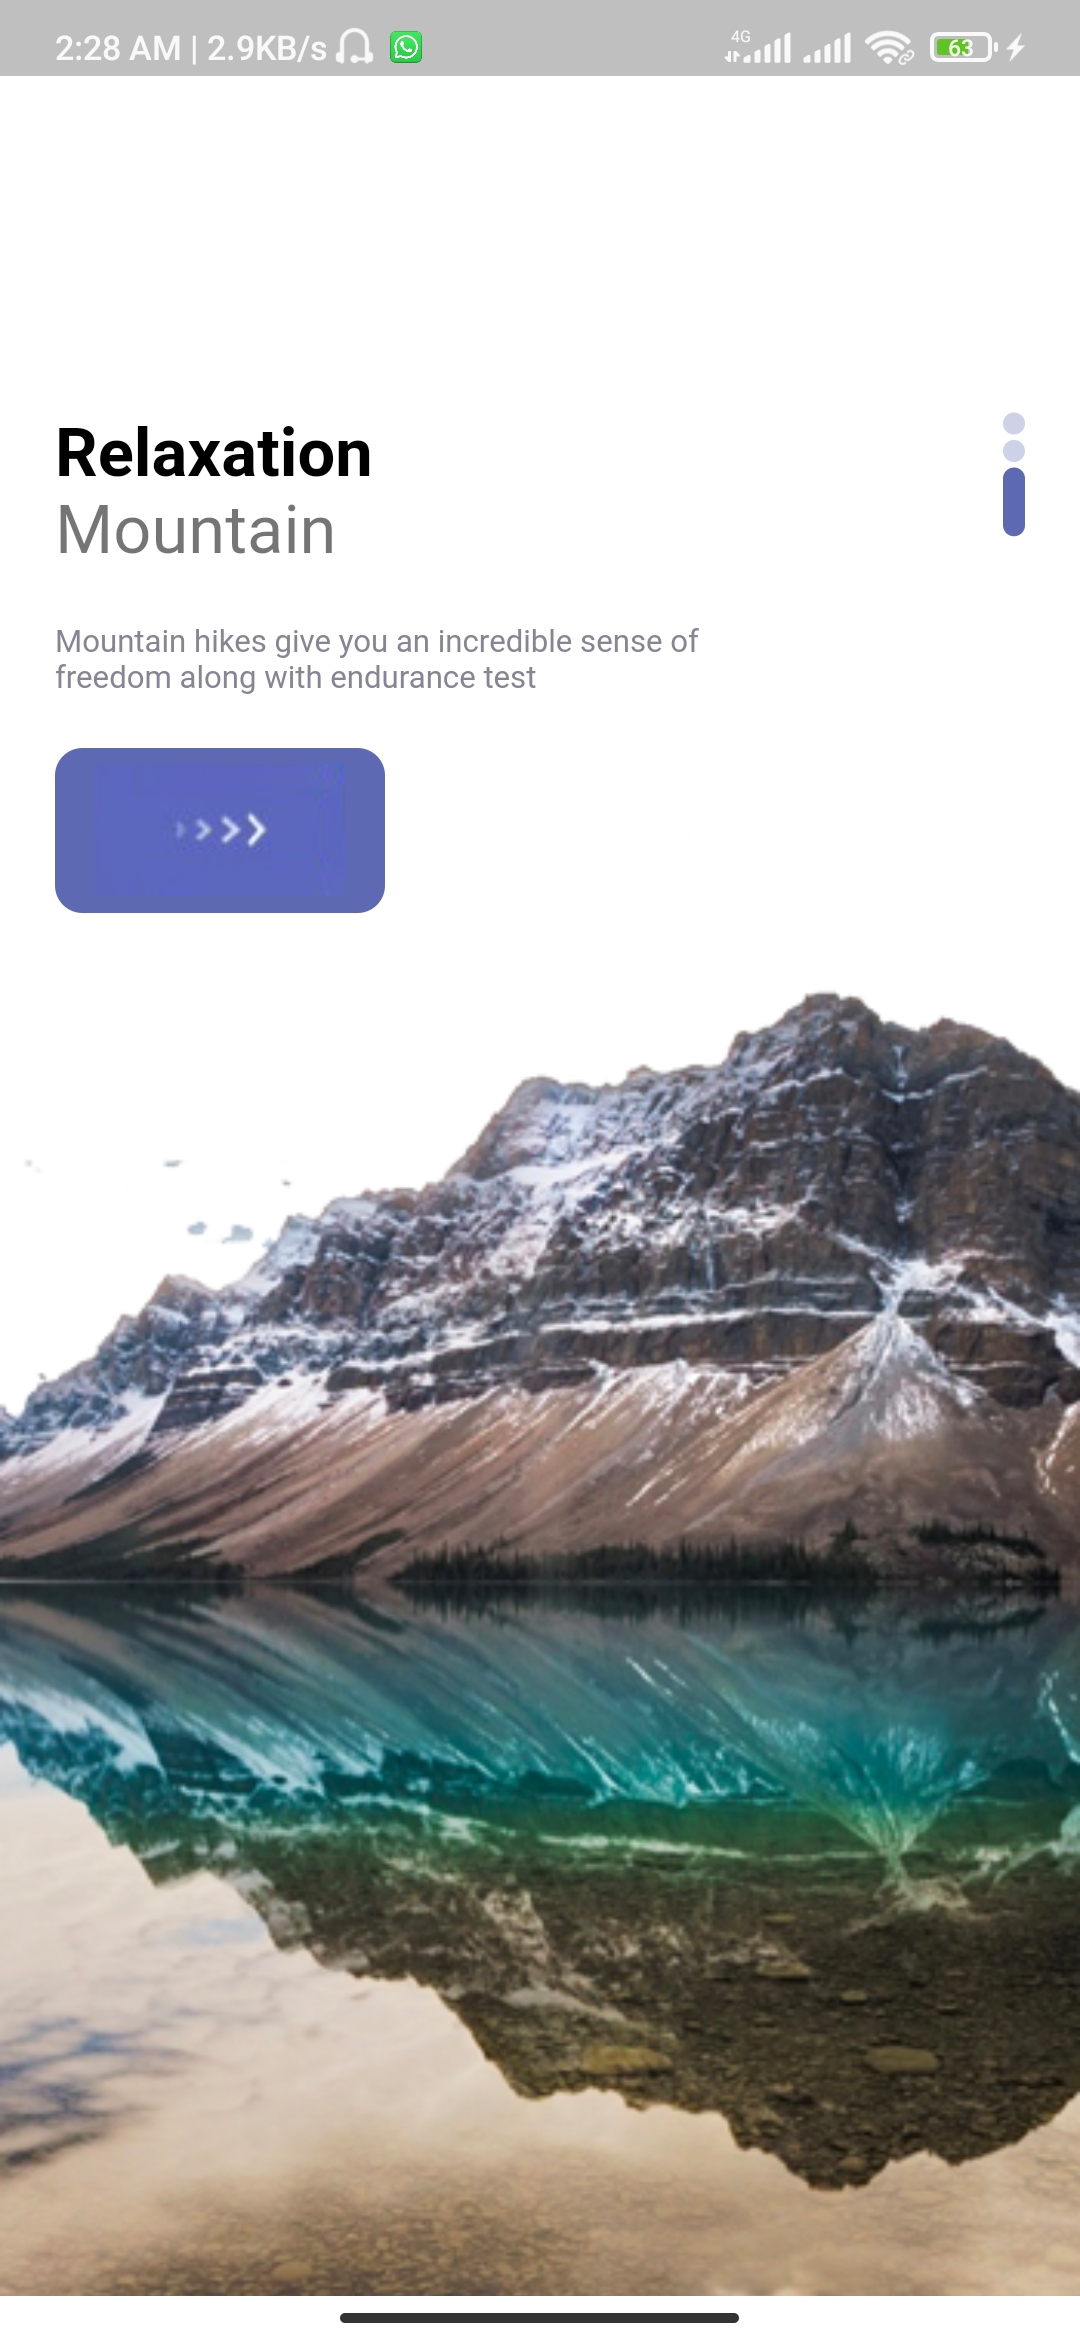 2:28 AM | 2.9KB/s 4G 63
Relaxation
Mountain
Mountain hikes give you an incredible sense of
freedom along with endurance test